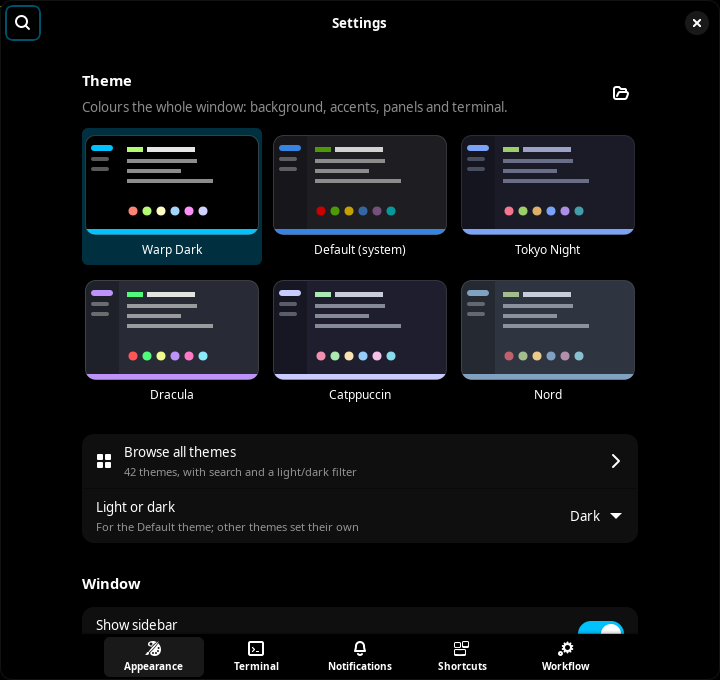 Settings
Theme
Colours the whole window: background, accents, panels and terminal.
Warp Dark
Default (system)
Tokyo Night
Dracula
Catppuccin
Nord
Browse all themes
42 themes, with search and a light/dark filter
Light or dark
For the Default theme; other themes set their own
Dark
Window
Show sidebar
Appearance
Terminal
Notifications
Shortcuts
Workflow